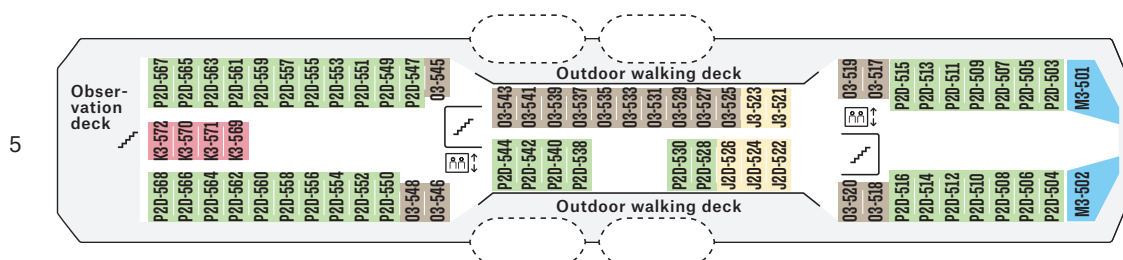 5
Obser-
vation
deck
P2D-567
P2D-565
P2D-563
P2D-561
P2D-559
P2D-557
P2D-555
P2D-553
P2D-551
P2D-549
P2D-547
O3-545
K3-572
K3-570
K3-571
K3-569
P2D-568
P2D-566
P2D-564
P2D-562
P2D-560
P2D-558
P2D-556
P2D-554
P2D-552
P2D-550
O3-548
O3-546
Outdoor walking deck
O3-543
O3-541
O3-539
O3-537
O3-535
O3-533
O3-531
O3-529
O3-527
O3-525
J3-523
J3-521
P2D-544
P2D-542
P2D-540
P2D-538
P2D-530
P2D-528
J2D-526
J2D-524
J2D-522
Outdoor walking deck
O3-519
O3-517
P2D-515
P2D-513
P2D-511
P2D-509
P2D-507
P2D-505
P2D-503
M3-501
O3-520
O3-518
P2D-516
P2D-514
P2D-512
P2D-510
P2D-508
P2D-506
P2D-504
M3-502